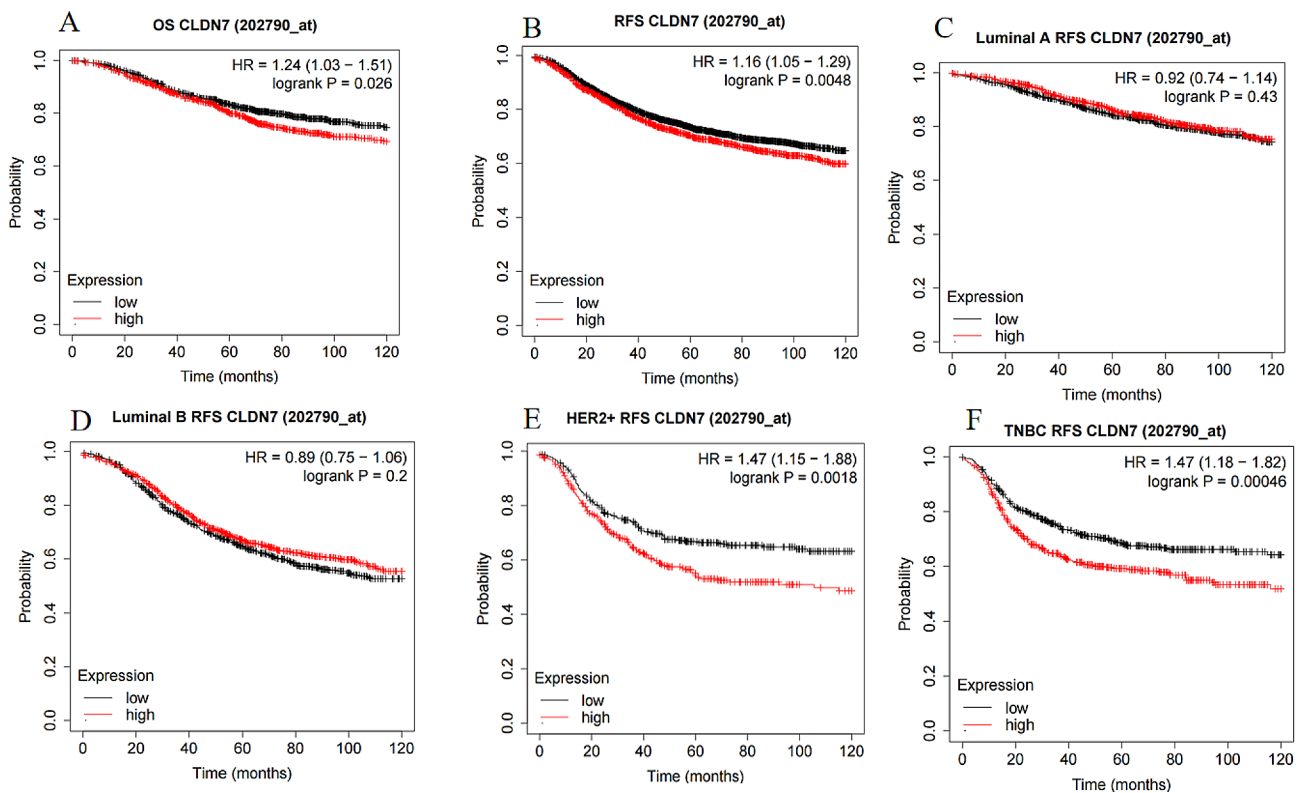 A
OS CLDN7 (202790_at)
HR = 1.24 (1.03 − 1.51)
logrank P = 0.026
Probability
0.0 0.2 0.4 0.6 0.8 1.0
Expression
low
high
0 20 40 60 80 100 120
Time (months)
B
RFS CLDN7 (202790_at)
HR = 1.16 (1.05 − 1.29)
logrank P = 0.0048
Probability
0.0 0.2 0.4 0.6 0.8 1.0
Expression
low
high
0 20 40 60 80 100 120
Time (months)
C
Luminal A RFS CLDN7 (202790_at)
HR = 0.92 (0.74 − 1.14)
logrank P = 0.43
Probability
0.0 0.2 0.4 0.6 0.8 1.0
Expression
low
high
0 20 40 60 80 100 120
Time (months)
D
Luminal B RFS CLDN7 (202790_at)
HR = 0.89 (0.75 − 1.06)
logrank P = 0.2
Probability
0.0 0.2 0.4 0.6 0.8 1.0
Expression
low
high
0 20 40 60 80 100 120
Time (months)
E
HER2+ RFS CLDN7 (202790_at)
HR = 1.47 (1.15 − 1.88)
logrank P = 0.0018
Probability
0.0 0.2 0.4 0.6 0.8 1.0
Expression
low
high
0 20 40 60 80 100 120
Time (months)
F
TNBC RFS CLDN7 (202790_at)
HR = 1.47 (1.18 − 1.82)
logrank P = 0.00046
Probability
0.0 0.2 0.4 0.6 0.8 1.0
Expression
low
high
0 20 40 60 80 100 120
Time (months)